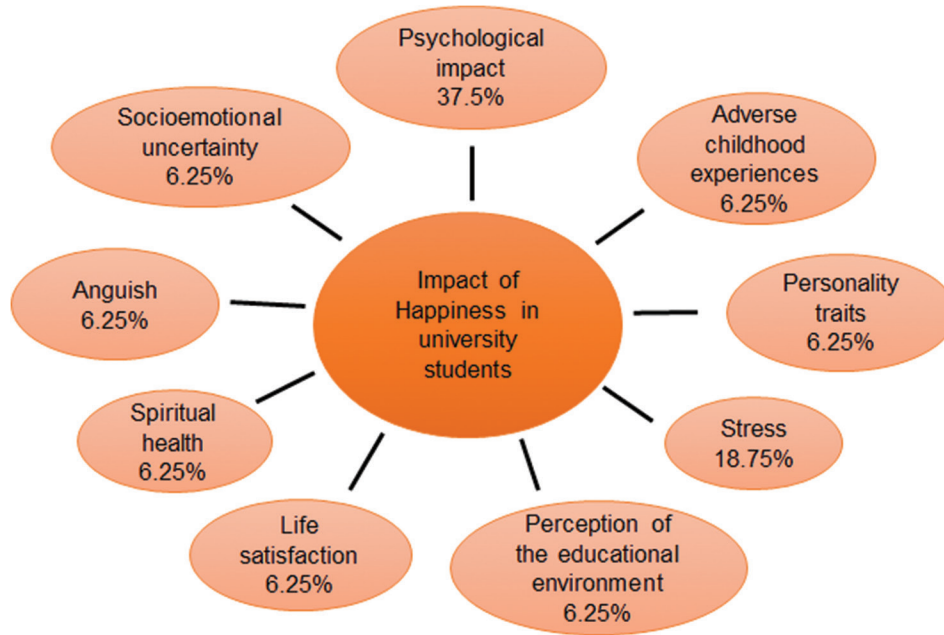 Psychological
impact
37.5%
Adverse
childhood
experiences
6.25%
Personality
traits
6.25%
Stress
18.75%
Perception of
the educational
environment
6.25%
Life
satisfaction
6.25%
Spiritual
health
6.25%
Anguish
6.25%
Socioemotional
uncertainty
6.25%
Impact of
Happiness in
university
students